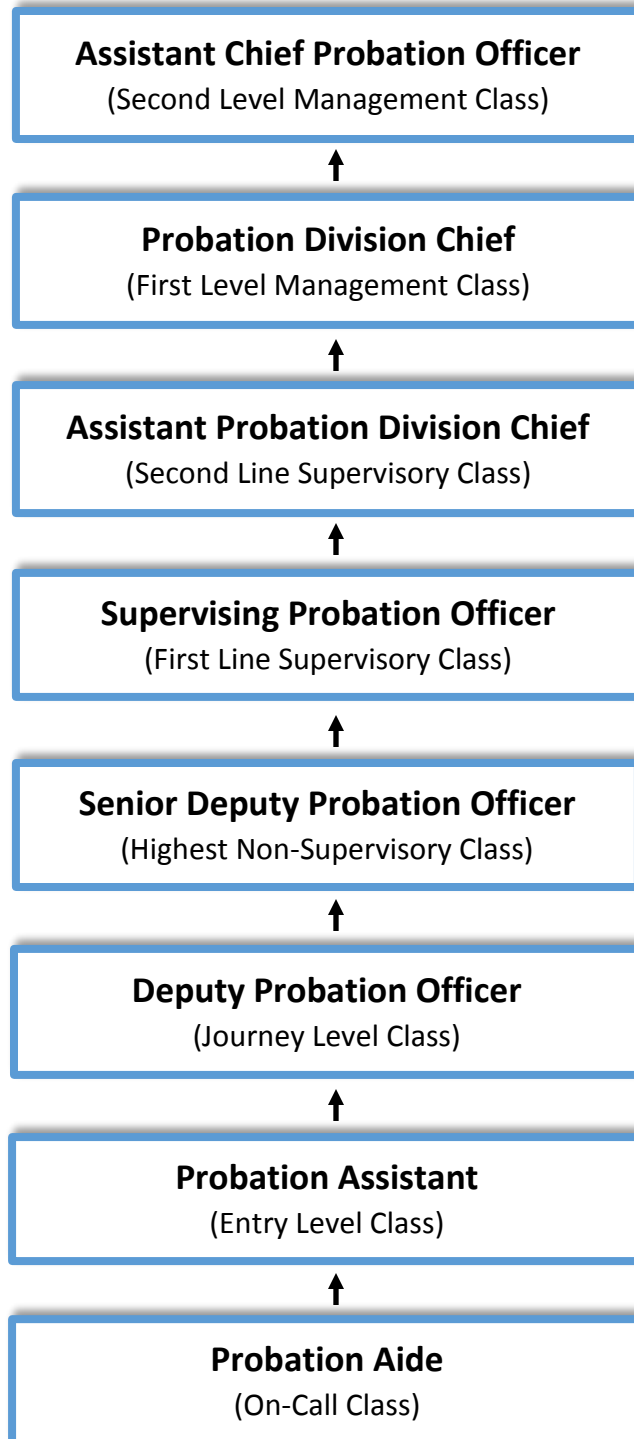 Assistant Chief Probation Officer
(Second Level Management Class)
Probation Division Chief
(First Level Management Class)
Assistant Probation Division Chief
(Second Line Supervisory Class)
Supervising Probation Officer
(First Line Supervisory Class)
Senior Deputy Probation Officer
(Highest Non-Supervisory Class)
Deputy Probation Officer
(Journey Level Class)
Probation Assistant
(Entry Level Class)
Probation Aide
(On-Call Class)